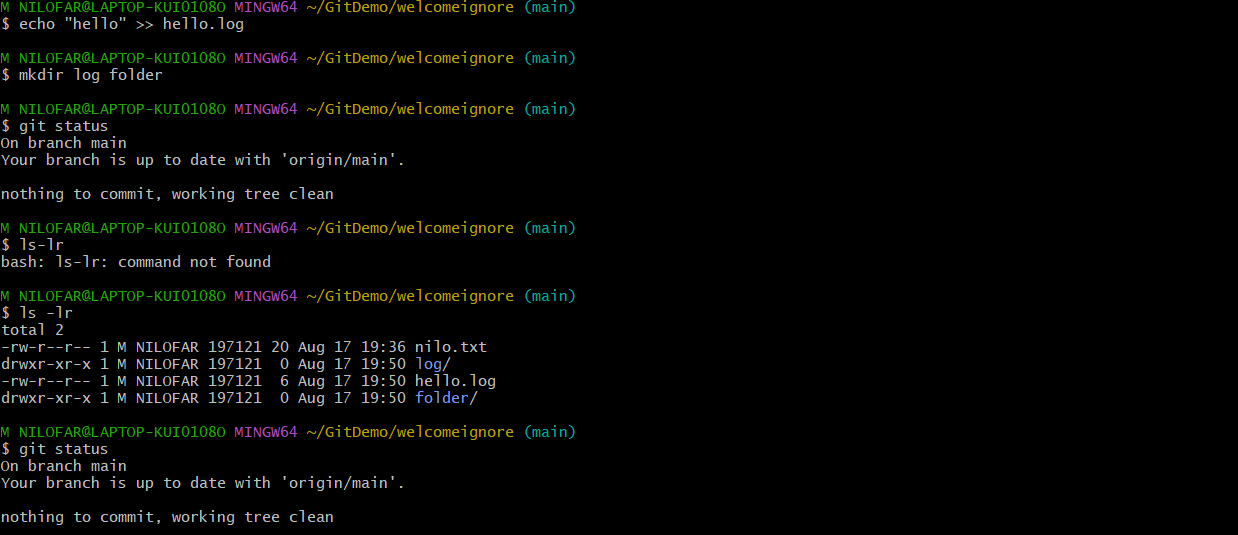 M NILOFAR@LAPTOP-KUI0108O MINGW64 ~/GitDemo/welcomeignore (main)
$ echo "hello" >> hello.log
M NILOFAR@LAPTOP-KUI0108O MINGW64 ~/GitDemo/welcomeignore (main)
$ mkdir log folder
M NILOFAR@LAPTOP-KUI0108O MINGW64 ~/GitDemo/welcomeignore (main)
$ git status
On branch main
Your branch is up to date with 'origin/main'.
nothing to commit, working tree clean
M NILOFAR@LAPTOP-KUI0108O MINGW64 ~/GitDemo/welcomeignore (main)
$ ls-lr
bash: ls-lr: command not found
M NILOFAR@LAPTOP-KUI0108O MINGW64 ~/GitDemo/welcomeignore (main)
$ ls -lr
total 2
-rw-r--r-- 1 M NILOFAR 197121 20 Aug 17 19:36 nilo.txt
drwxr-xr-x 1 M NILOFAR 197121  0 Aug 17 19:50 log/
-rw-r--r-- 1 M NILOFAR 197121  6 Aug 17 19:50 hello.log
drwxr-xr-x 1 M NILOFAR 197121  0 Aug 17 19:50 folder/
M NILOFAR@LAPTOP-KUI0108O MINGW64 ~/GitDemo/welcomeignore (main)
$ git status
On branch main
Your branch is up to date with 'origin/main'.
nothing to commit, working tree clean